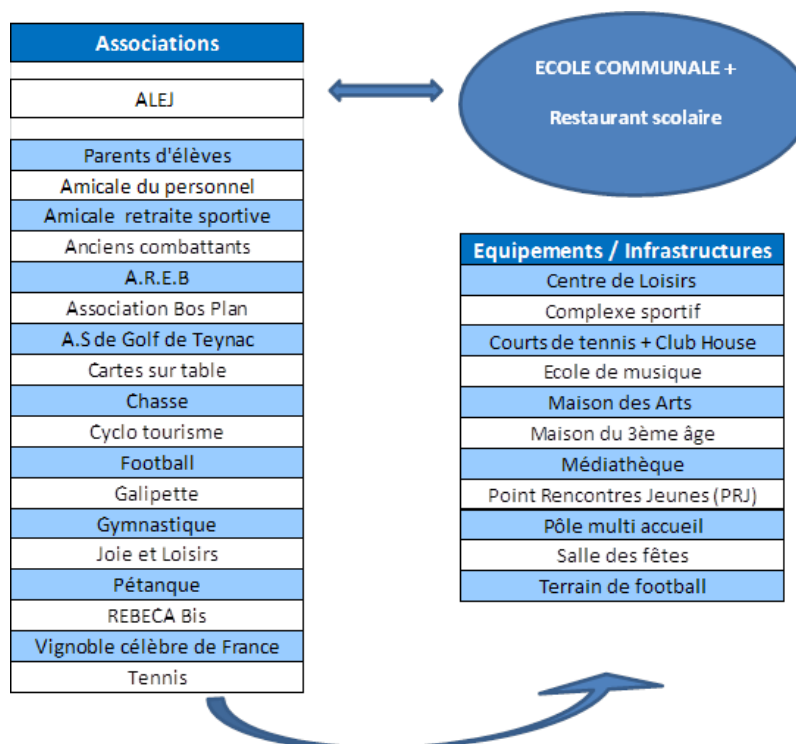 Associations
ALEJ
Parents d'élèves
Amicale du personnel
Amicale retraite sportive
Anciens combattants
A.R.E.B
Association Bos Plan
A.S de Golf de Teynac
Cartes sur table
Chasse
Cyclo tourisme
Football
Galipette
Gymnastique
Joie et Loisirs
Pétanque
REBECA Bis
Vignoble célèbre de France
Tennis
ECOLE COMMUNALE +
Restaurant scolaire
Equipements / Infrastructures
Centre de Loisirs
Complexe sportif
Courts de tennis + Club House
Ecole de musique
Maison des Arts
Maison du 3ème âge
Médiathèque
Point Rencontres Jeunes (PRJ)
Pôle multi accueil
Salle des fêtes
Terrain de football